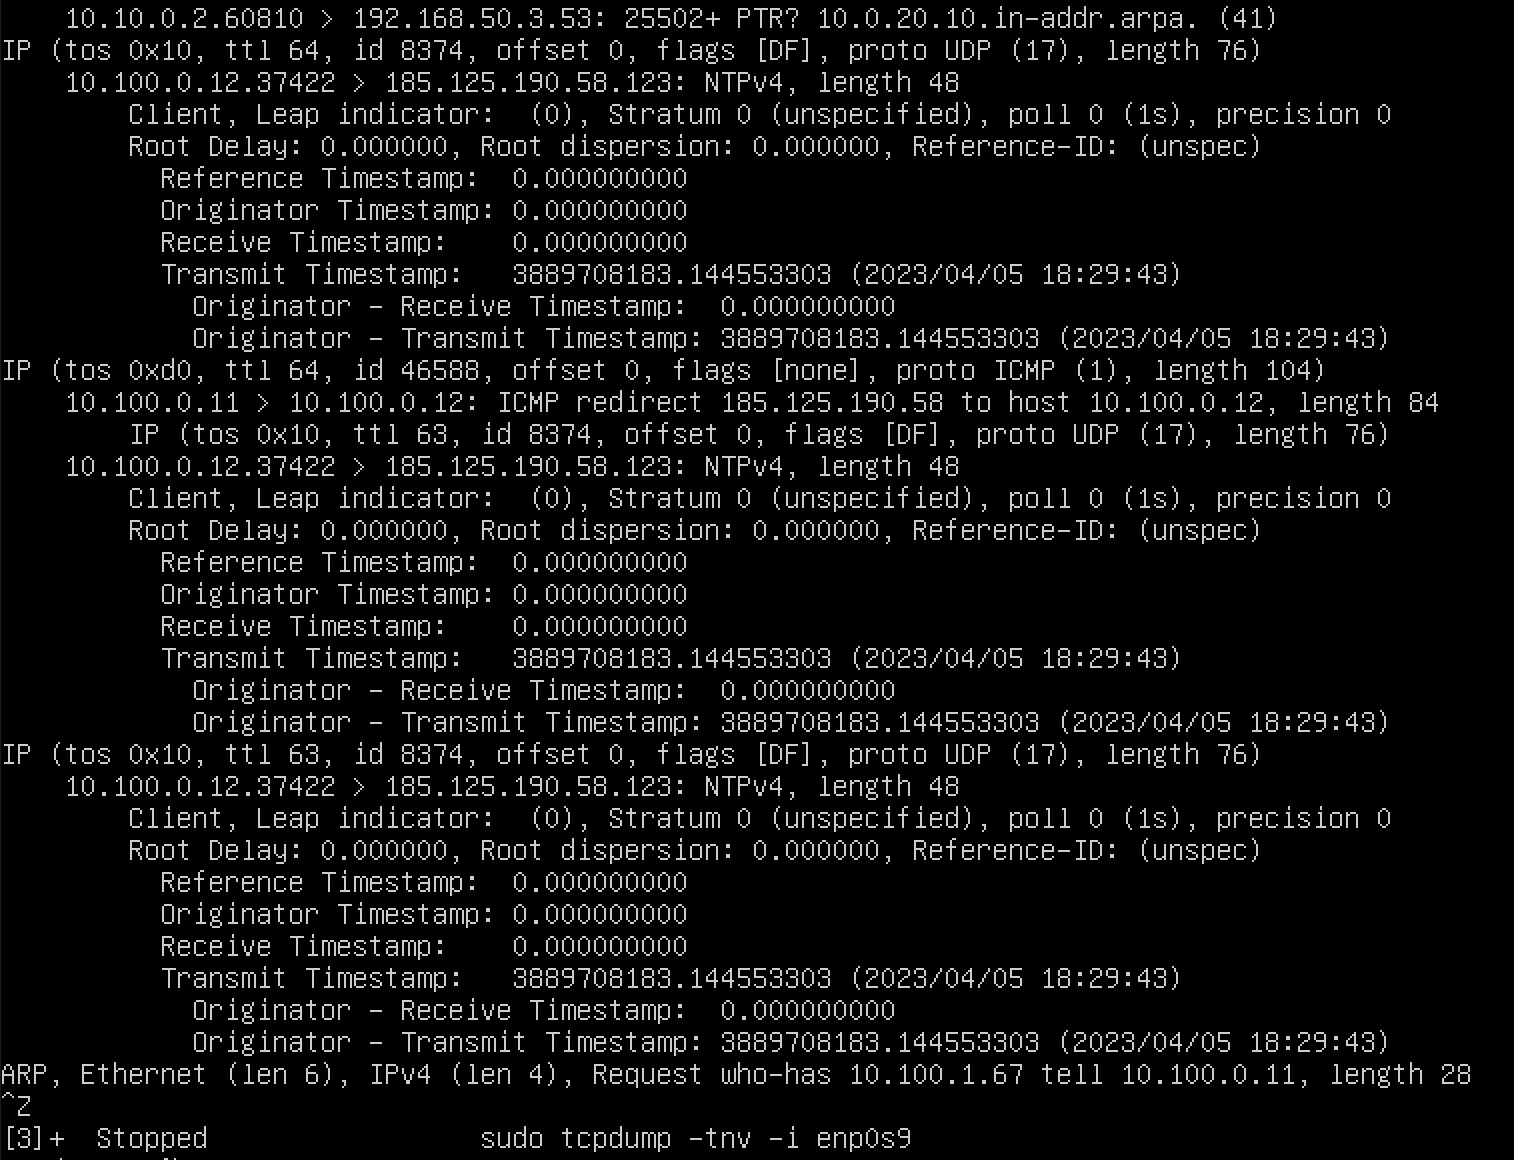 10.10.0.2.60810 > 192.168.50.3.53: 25502+ PTR? 10.0.20.10.in-addr.arpa. (41)
IP (tos 0x10, ttl 64, id 8374, offset 0, flags [DF], proto UDP (17), length 76)
10.100.0.12.37422 > 185.125.190.58.123: NTPv4, length 48
Client, Leap indicator:  (0), Stratum 0 (unspecified), poll 0 (1s), precision 0
Root Delay: 0.000000, Root dispersion: 0.000000, Reference-ID: (unspec)
Reference Timestamp:  0.000000000
Originator Timestamp: 0.000000000
Receive Timestamp:    0.000000000
Transmit Timestamp:   3889708183.144553303 (2023/04/05 18:29:43)
Originator - Receive Timestamp:  0.000000000
Originator - Transmit Timestamp: 3889708183.144553303 (2023/04/05 18:29:43)
IP (tos 0xd0, ttl 64, id 46588, offset 0, flags [none], proto ICMP (1), length 104)
10.100.0.11 > 10.100.0.12: ICMP redirect 185.125.190.58 to host 10.100.0.12, length 84
IP (tos 0x10, ttl 63, id 8374, offset 0, flags [DF], proto UDP (17), length 76)
10.100.0.12.37422 > 185.125.190.58.123: NTPv4, length 48
Client, Leap indicator:  (0), Stratum 0 (unspecified), poll 0 (1s), precision 0
Root Delay: 0.000000, Root dispersion: 0.000000, Reference-ID: (unspec)
Reference Timestamp:  0.000000000
Originator Timestamp: 0.000000000
Receive Timestamp:    0.000000000
Transmit Timestamp:   3889708183.144553303 (2023/04/05 18:29:43)
Originator - Receive Timestamp:  0.000000000
Originator - Transmit Timestamp: 3889708183.144553303 (2023/04/05 18:29:43)
IP (tos 0x10, ttl 63, id 8374, offset 0, flags [DF], proto UDP (17), length 76)
10.100.0.12.37422 > 185.125.190.58.123: NTPv4, length 48
Client, Leap indicator:  (0), Stratum 0 (unspecified), poll 0 (1s), precision 0
Root Delay: 0.000000, Root dispersion: 0.000000, Reference-ID: (unspec)
Reference Timestamp:  0.000000000
Originator Timestamp: 0.000000000
Receive Timestamp:    0.000000000
Transmit Timestamp:   3889708183.144553303 (2023/04/05 18:29:43)
Originator - Receive Timestamp:  0.000000000
Originator - Transmit Timestamp: 3889708183.144553303 (2023/04/05 18:29:43)
ARP, Ethernet (len 6), IPv4 (len 4), Request who-has 10.100.1.67 tell 10.100.0.11, length 28
^Z
[3]+  Stopped                 sudo tcpdump -tnv -i enp0s9